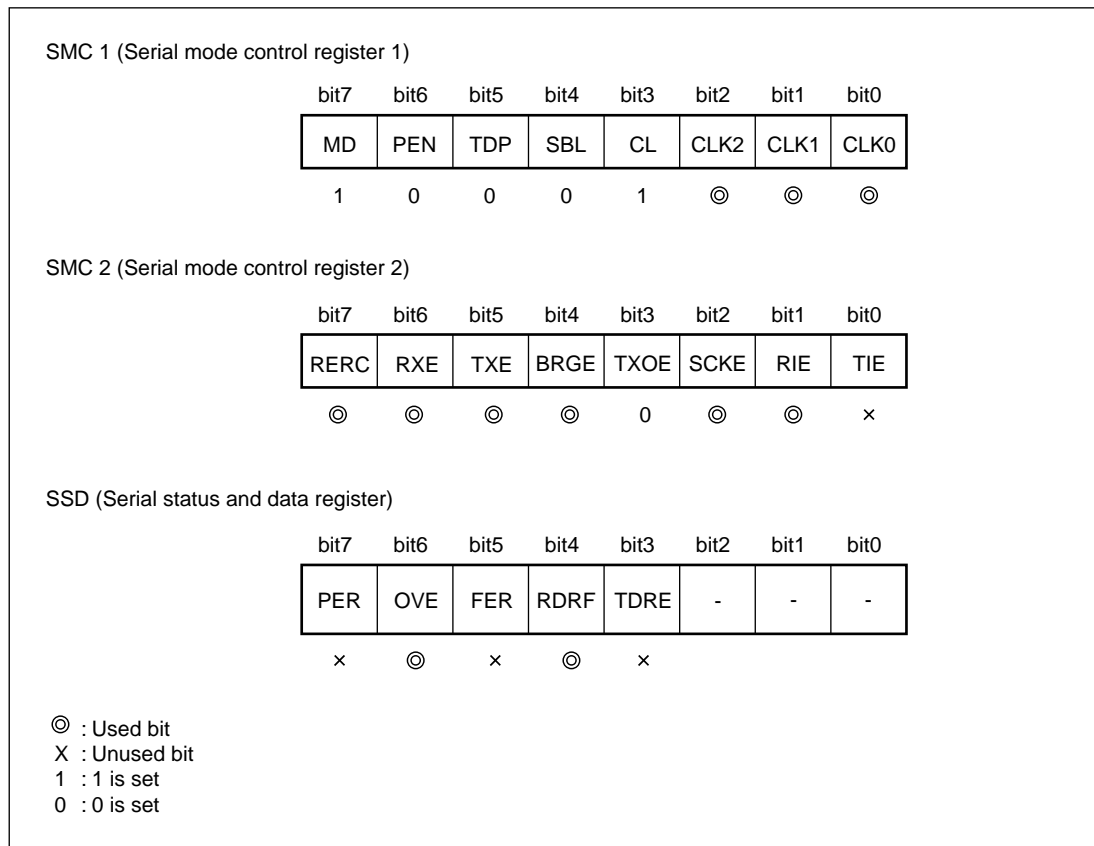 SMC 1 (Serial mode control register 1)
bit7 bit6 bit5 bit4 bit3 bit2 bit1 bit0
MD PEN TDP SBL CL CLK2 CLK1 CLK0
1 0 0 0 1 ◎ ◎ ◎
SMC 2 (Serial mode control register 2)
bit7 bit6 bit5 bit4 bit3 bit2 bit1 bit0
RERC RXE TXE BRGE TXOE SCKE RIE TIE
◎ ◎ ◎ ◎ 0 ◎ ◎ ×
SSD (Serial status and data register)
bit7 bit6 bit5 bit4 bit3 bit2 bit1 bit0
PER OVE FER RDRF TDRE - - -
× ◎ × ◎ ×
◎ : Used bit
X : Unused bit
1 : 1 is set
0 : 0 is set